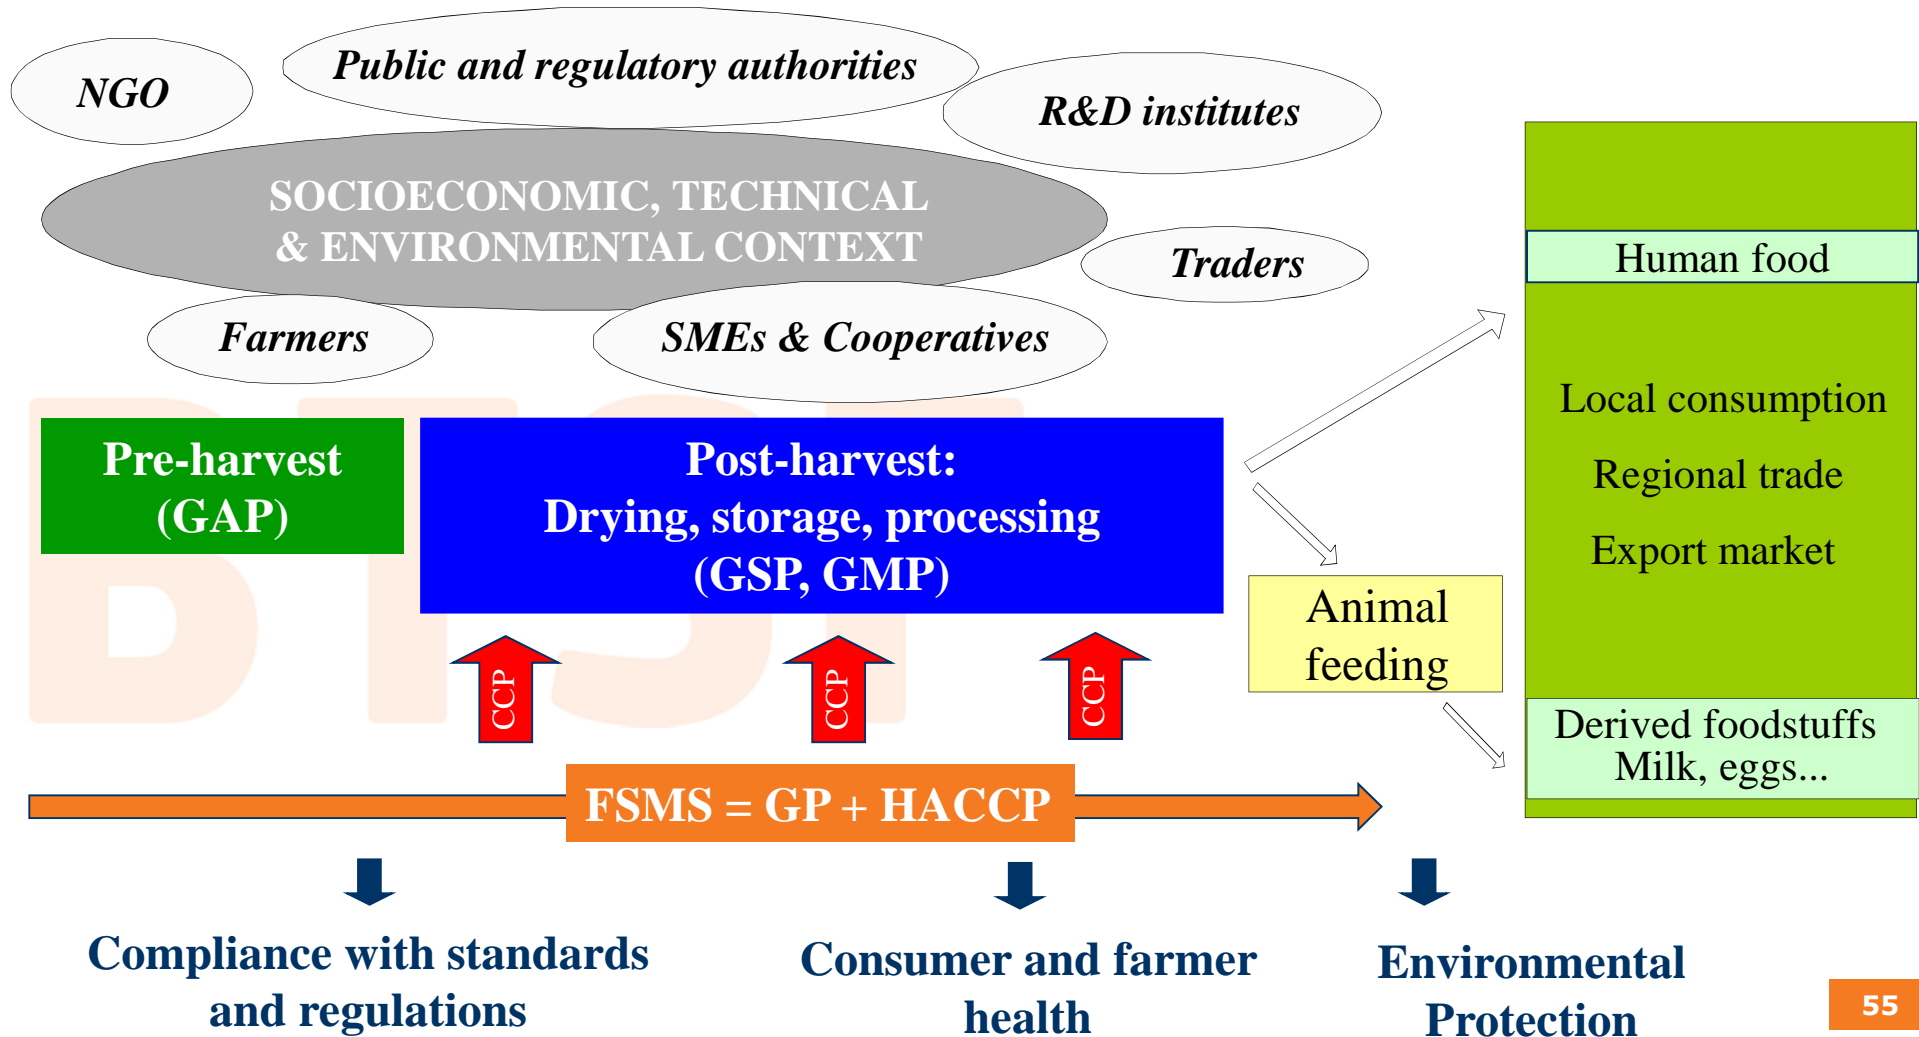 NGO
Public and regulatory authorities
R&D institutes
SOCIOECONOMIC, TECHNICAL
& ENVIRONMENTAL CONTEXT
Traders
Farmers
SMEs & Cooperatives
Human food
Local consumption
Regional trade
Export market
Pre-harvest
(GAP)
Post-harvest:
Drying, storage, processing
(GSP, GMP)
Animal
feeding
CCP
CCP
CCP
Derived foodstuffs
Milk, eggs...
FSMS = GP + HACCP
Compliance with standards
and regulations
Consumer and farmer
health
Environmental
Protection
55
BTSF